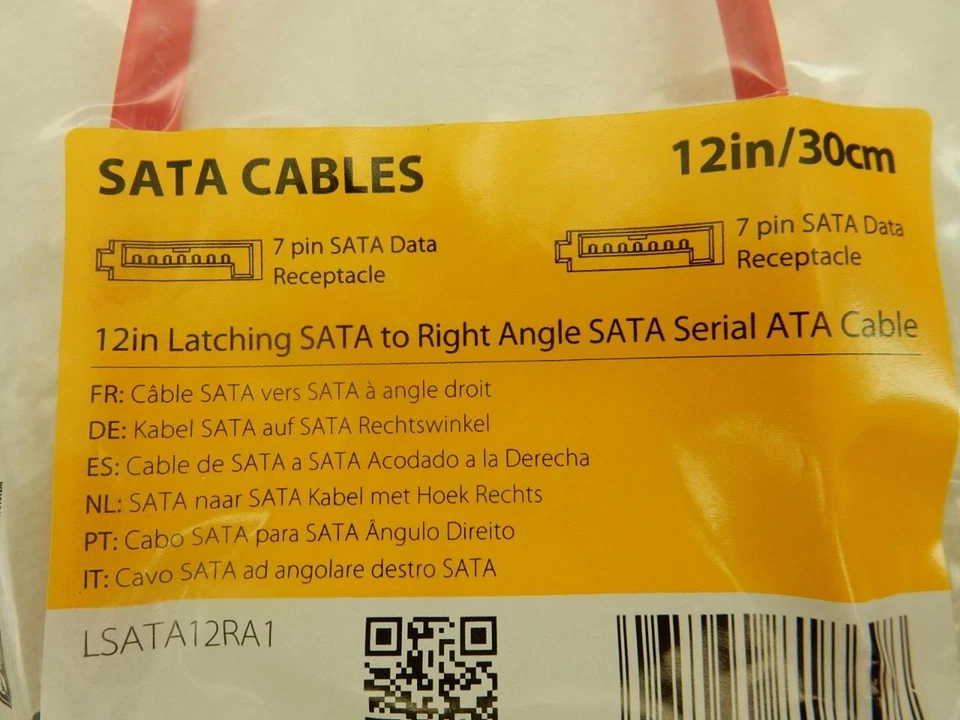 SATA CABLES
12in/30cm
7 pin SATA Data
Receptacle
7 pin SATA Data
Receptacle
12in Latching SATA to Right Angle SATA Serial ATA Cable
FR: Câble SATA vers SATA à angle droit
DE: Kabel SATA auf SATA Rechtswinkel
ES: Cable de SATA a SATA Acodado a la Derecha
NL: SATA naar SATA Kabel met Hoek Rechts
PT: Cabo SATA para SATA Ângulo Direito
IT: Cavo SATA ad angolare destro SATA
LSATA12RA1